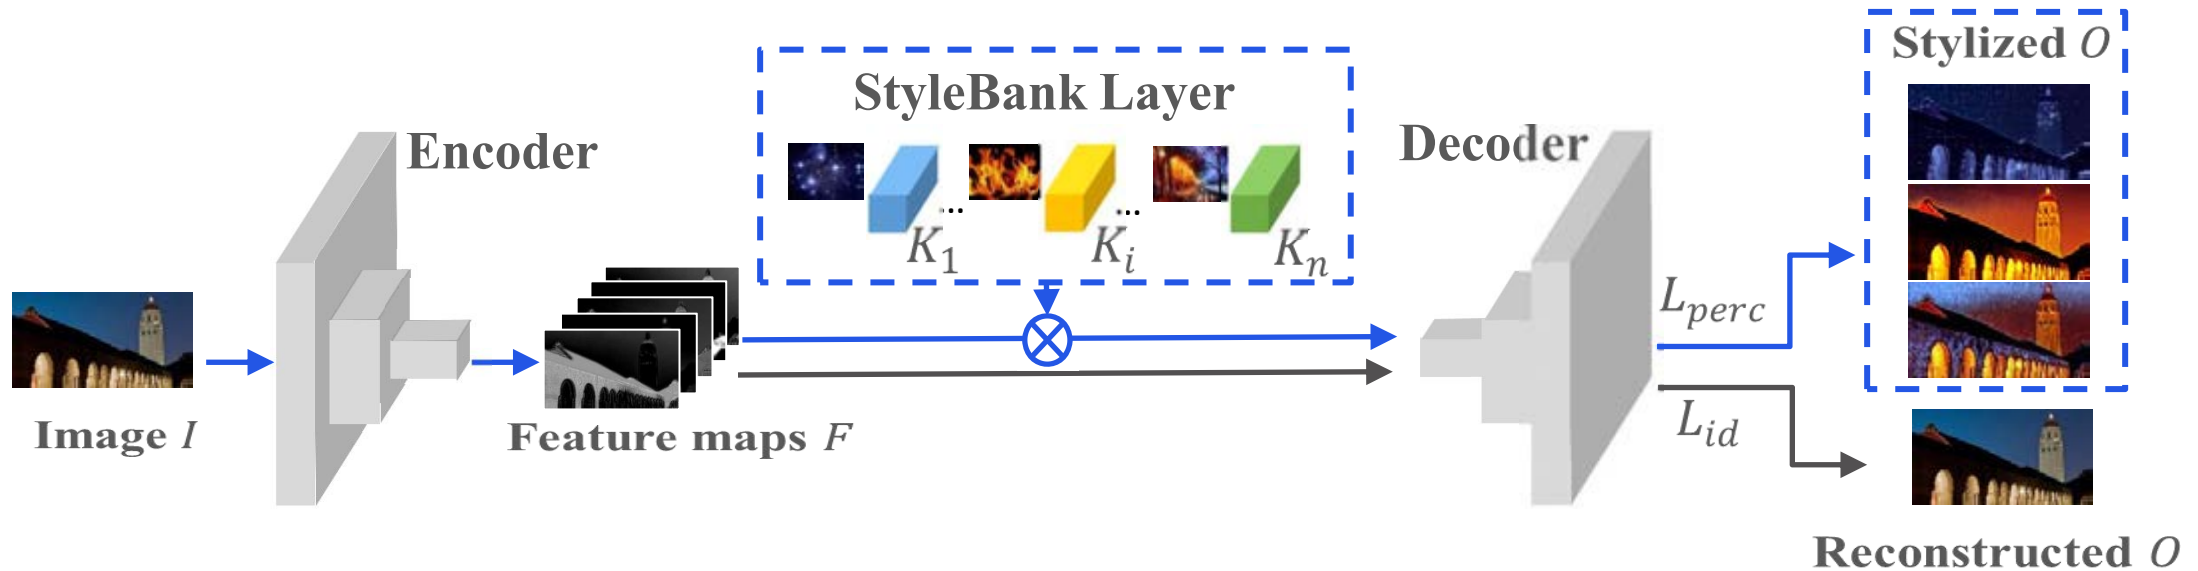 Stylized O
StyleBank Layer
Encoder
Decoder
... ...
K1 Ki Kn
Lperc
Image I
Feature maps F
Lid
Reconstructed O